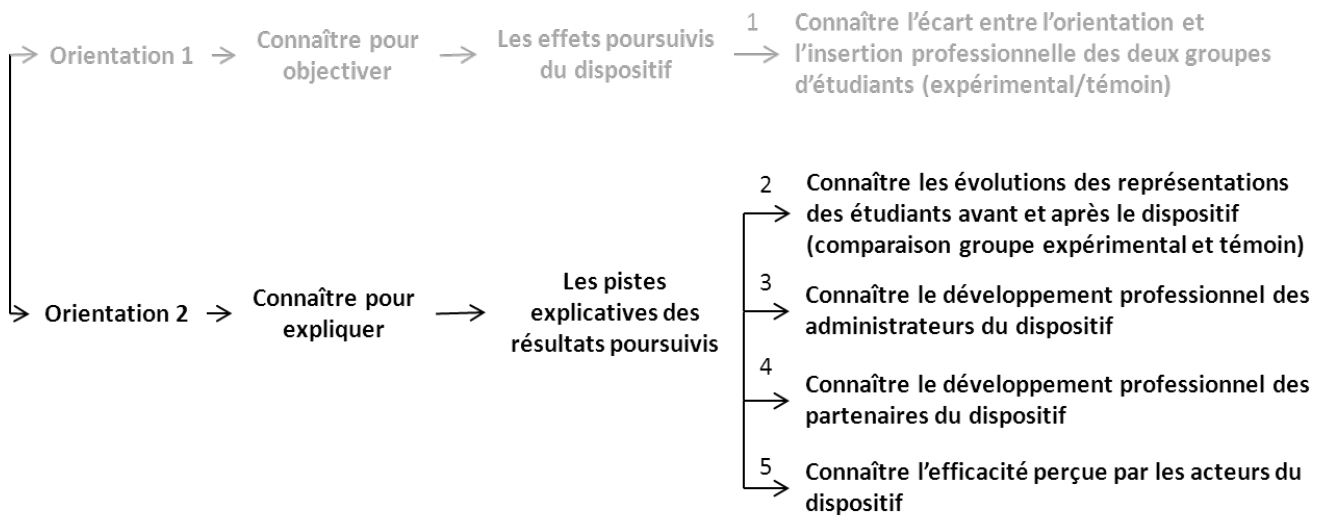 Orientation 1
Connaître pour
objectiver
Les effets poursuivis
du dispositif
1
Connaître l’écart entre l’orientation et
l’insertion professionnelle des deux groupes
d’étudiants (expérimental/témoin)
Orientation 2
Connaître pour
expliquer
Les pistes
explicatives des
résultats poursuivis
2
Connaître les évolutions des représentations
des étudiants avant et après le dispositif
(comparaison groupe expérimental et témoin)
3
Connaître le développement professionnel des
administrateurs du dispositif
4
Connaître le développement professionnel des
partenaires du dispositif
5
Connaître l’efficacité perçue par les acteurs du
dispositif